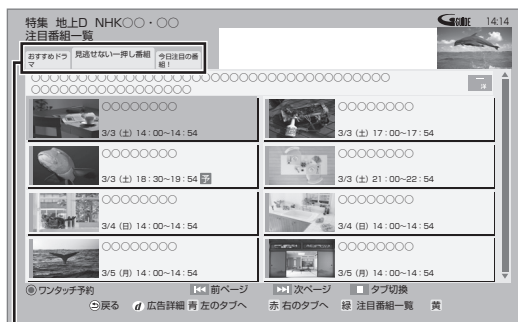 特集 地上D NHK〇〇・〇〇
GGUIDE 14:14
注目番組一覧
おすすめドラマ
見逃せない一押し番組
今日注目の番組!
〇〇〇〇〇〇〇〇〇〇〇〇〇〇〇〇〇〇〇〇〇〇〇〇〇〇〇〇〇〇〇〇〇〇〇
〇〇〇〇〇〇〇〇〇〇〇〇〇〇〇〇
〇〇〇〇〇〇〇〇
3/3 (土) 14:00~14:54
〇〇〇〇〇〇〇〇
3/3 (土) 17:00~17:54
〇〇〇〇〇〇〇〇
3/3 (土) 18:30~19:54 予
〇〇〇〇〇〇〇〇
3/3 (土) 21:00~22:54
〇〇〇〇〇〇〇〇
3/4 (日) 14:00~14:54
〇〇〇〇〇〇〇〇
3/4 (日) 14:00~14:54
〇〇〇〇〇〇〇〇
3/5 (月) 14:00~14:54
〇〇〇〇〇〇〇〇
3/5 (月) 14:00~14:54
ワンタッチ予約 前ページ 次ページ タブ切換
戻る d 広告詳細 青 左のタブへ 赤 右のタブへ 緑 注目番組一覧 黄